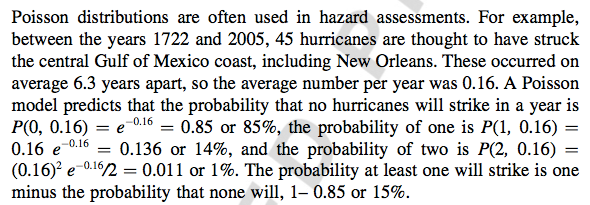 Poisson distributions are often used in hazard assessments. For example,
between the years 1722 and 2005, 45 hurricanes are thought to have struck
the central Gulf of Mexico coast, including New Orleans. These occurred on
average 6.3 years apart, so the average number per year was 0.16. A Poisson
model predicts that the probability that no hurricanes will strike in a year is
P(0, 0.16) = e^−0.16 = 0.85 or 85%, the probability of one is P(1, 0.16) =
0.16 e^−0.16 = 0.136 or 14%, and the probability of two is P(2, 0.16) =
(0.16)² e^−0.16/2 = 0.011 or 1%. The probability at least one will strike is one
minus the probability that none will, 1– 0.85 or 15%.